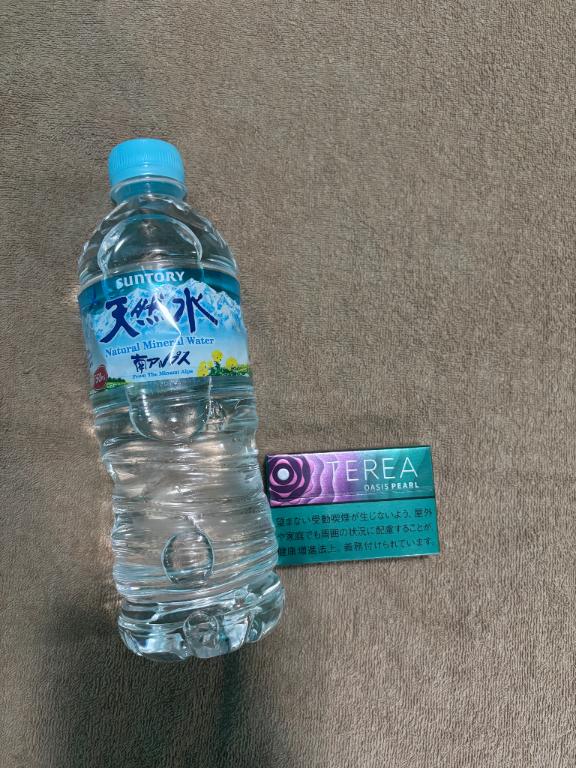 SUNTORY
天然水
Natural Mineral Water
南アルプス
From The Mineral Alps
TEREA
OASIS PEARL
望まない受動喫煙が生じないよう、屋外
や家庭でも周囲の状況に配慮することが、
健康増進法上、義務付けられています。